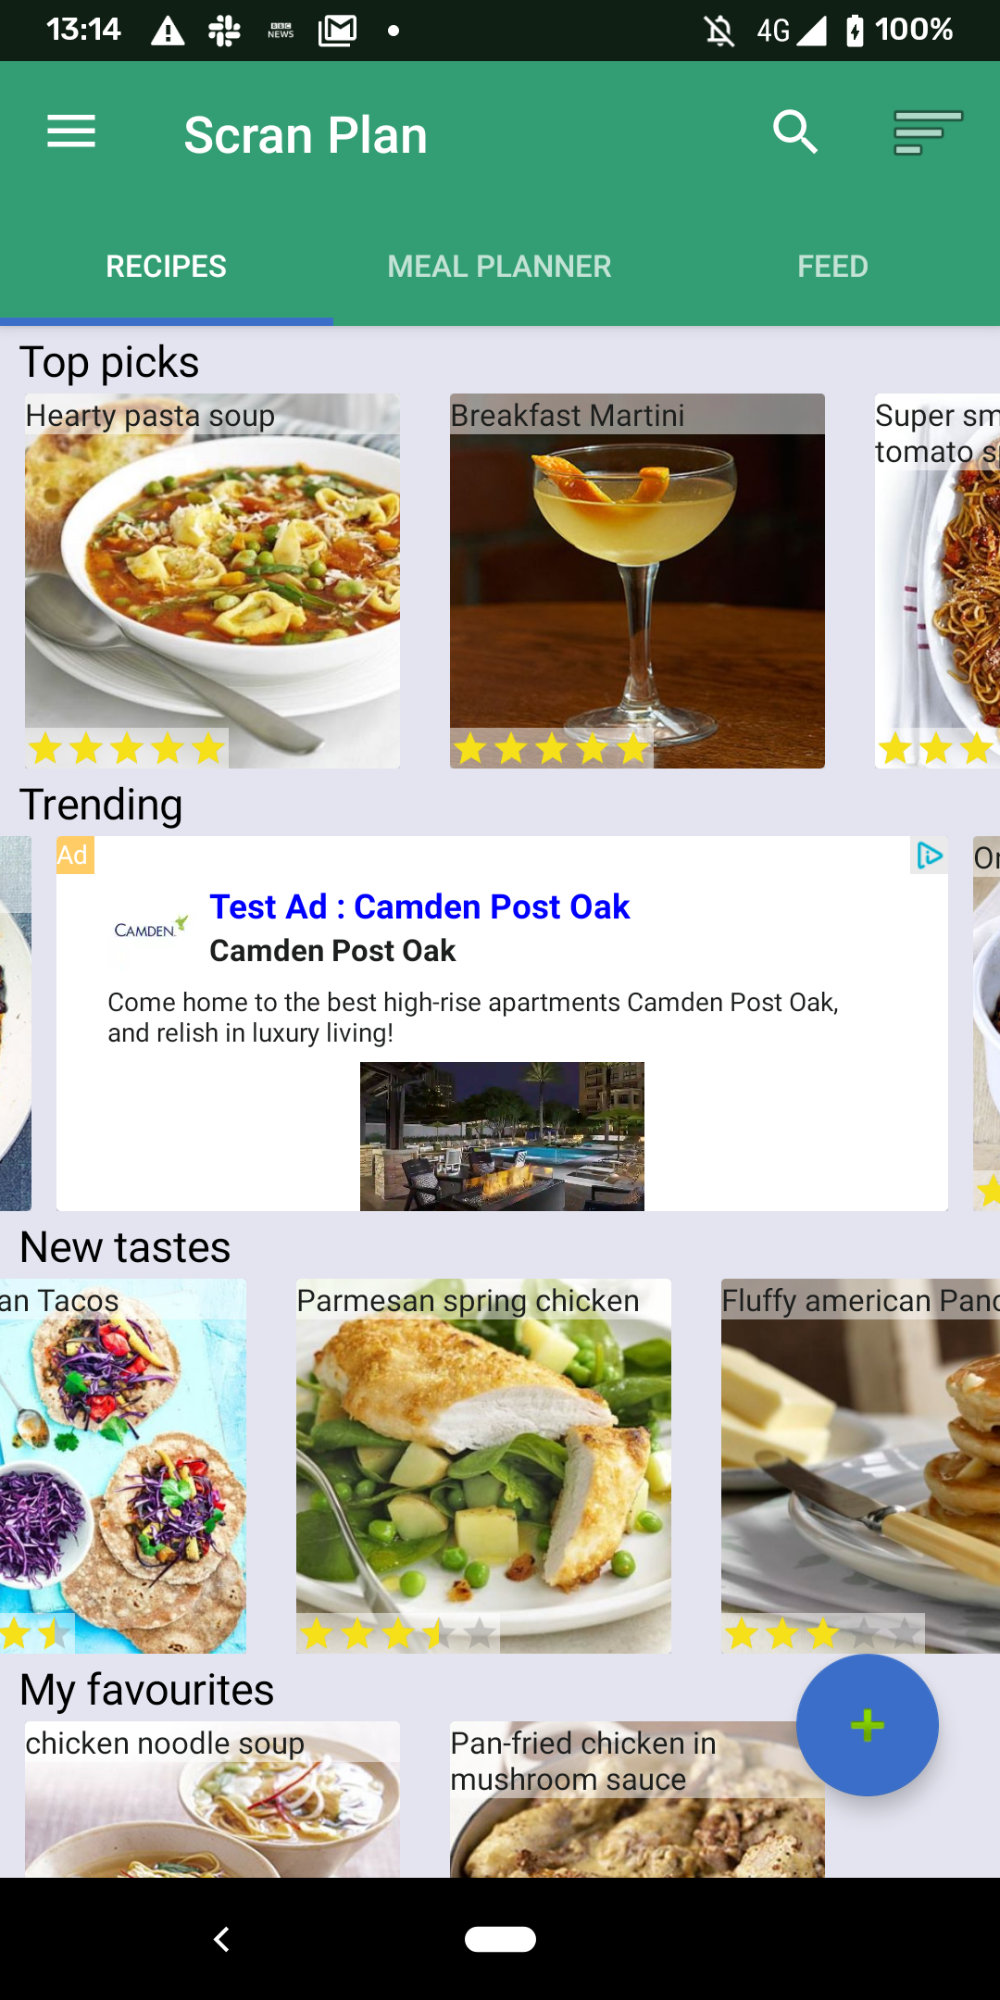 13:14
BBC
NEWS
4G
100%
Scran Plan
RECIPES
MEAL PLANNER
FEED
Top picks
Hearty pasta soup
Breakfast Martini
Super sm
tomato s
Trending
Ad
Test Ad : Camden Post Oak
CAMDEN
Camden Post Oak
Come home to the best high-rise apartments Camden Post Oak,
and relish in luxury living!
Or
New tastes
an Tacos
Parmesan spring chicken
Fluffy american Panc
My favourites
chicken noodle soup
Pan-fried chicken in
mushroom sauce